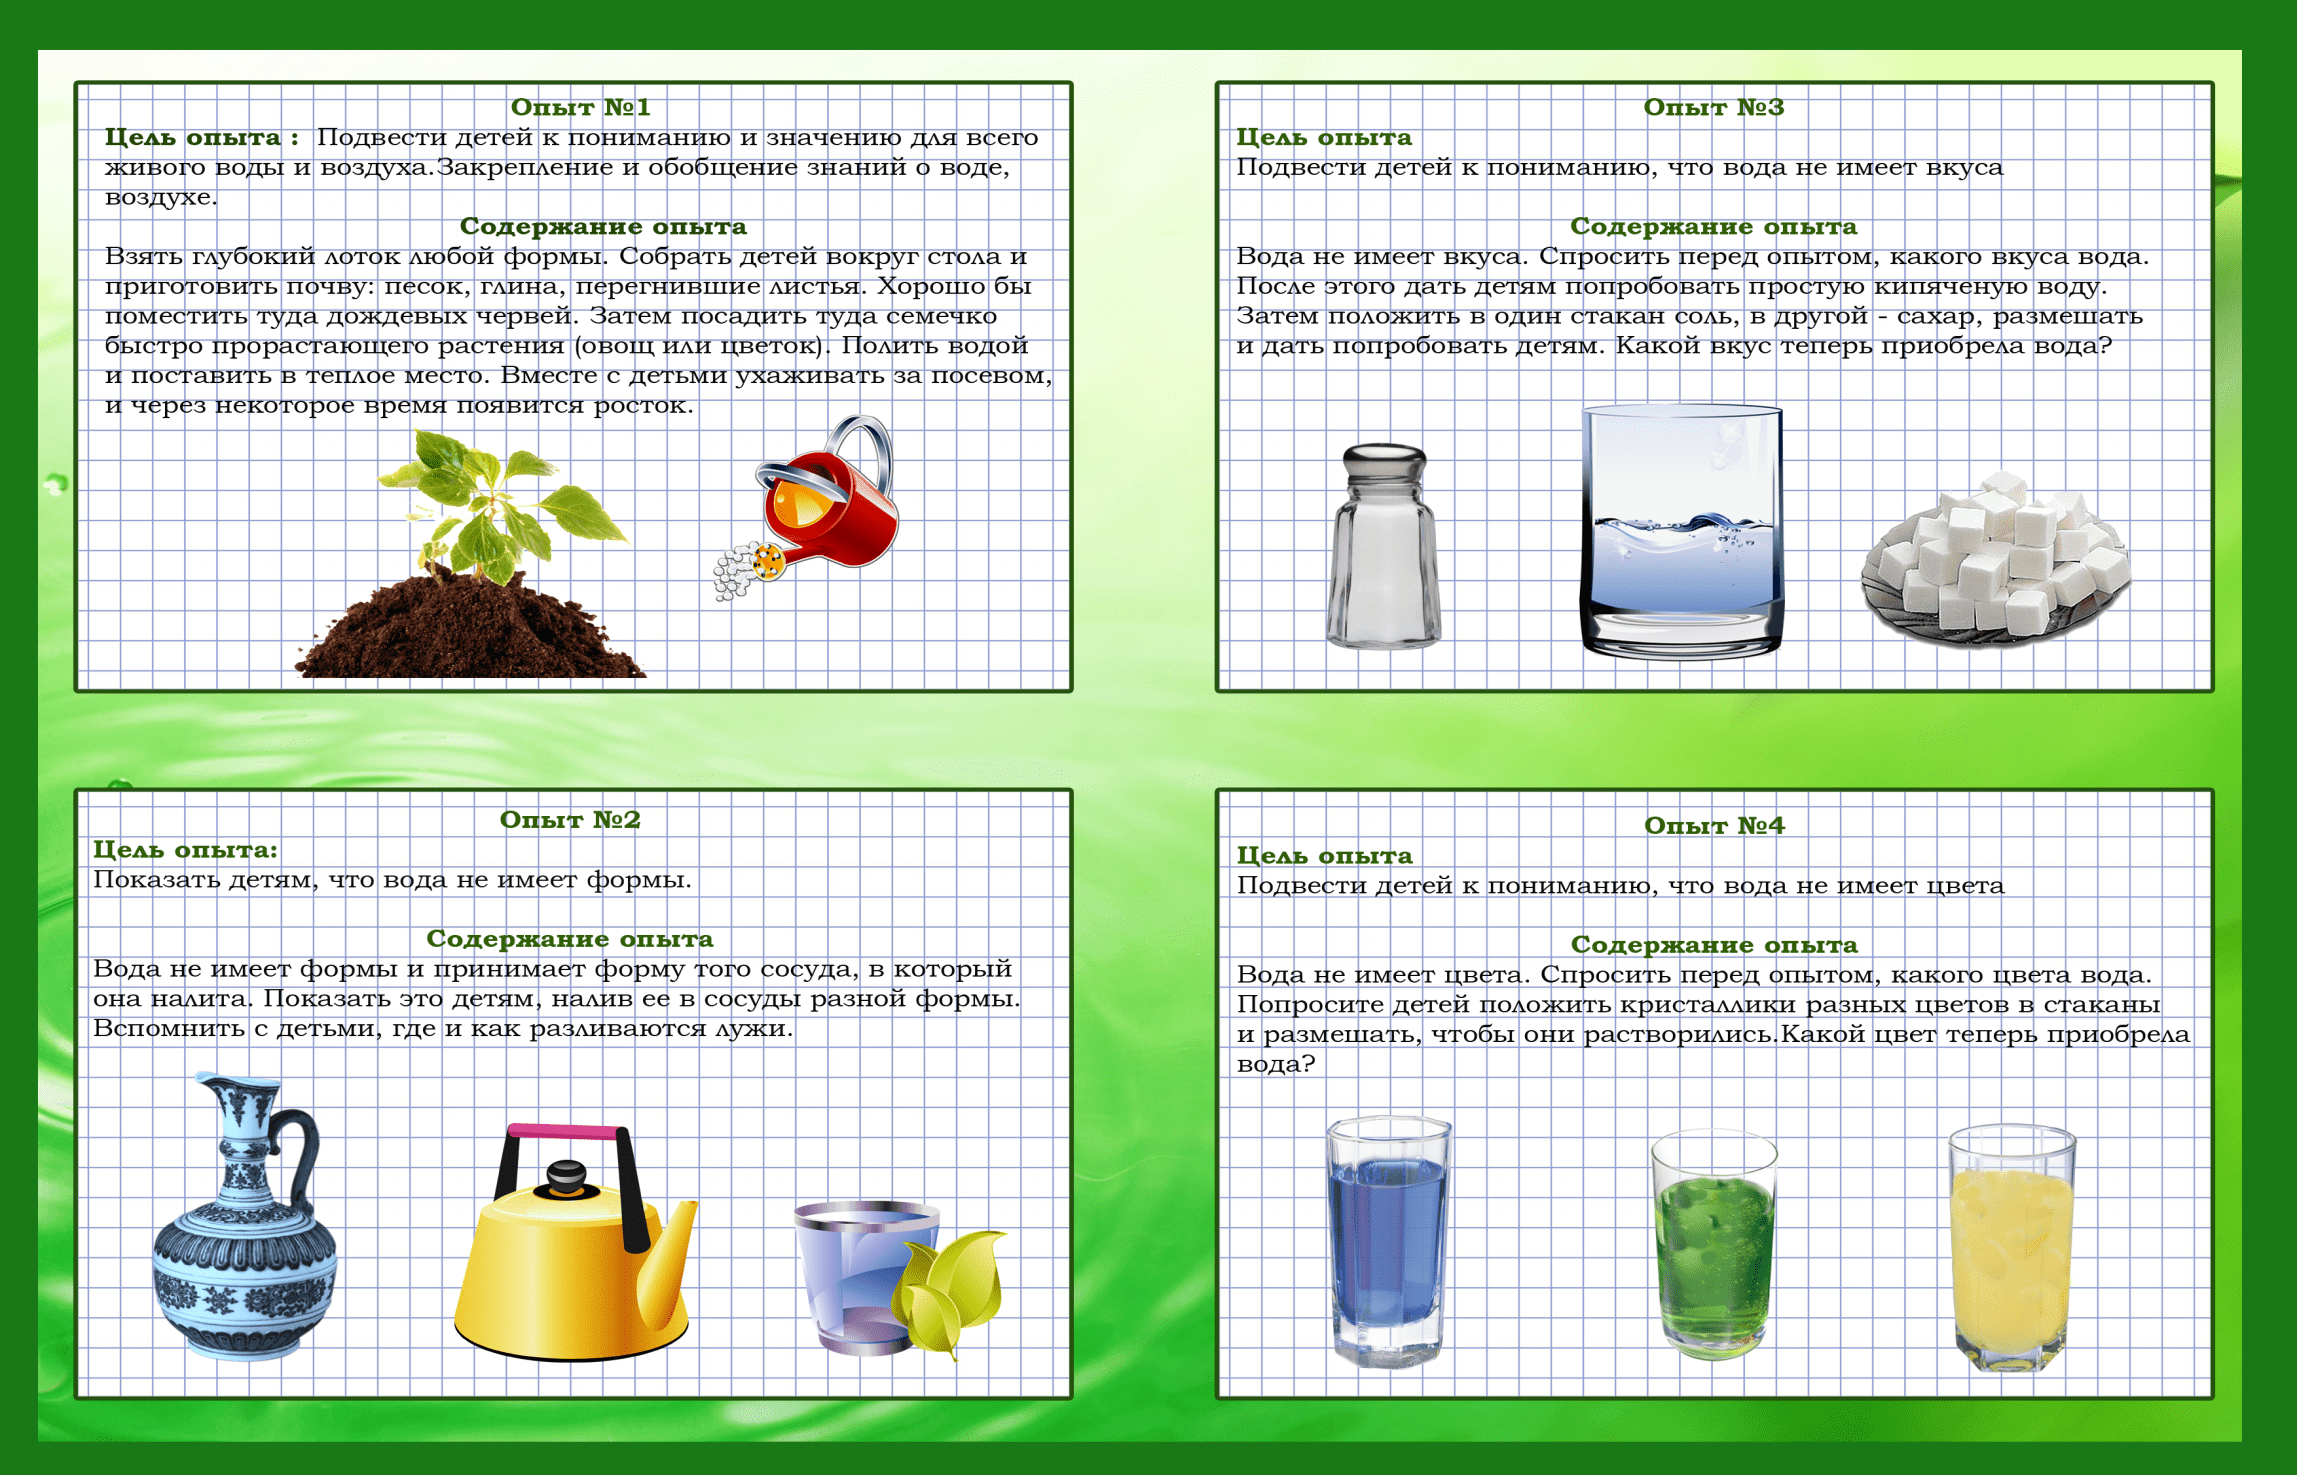 Опыт №1
Цель опыта : Подвести детей к пониманию и значению для всего
живого воды и воздуха.Закрепление и обобщение знаний о воде,
воздухе.
Содержание опыта
Взять глубокий лоток любой формы. Собрать детей вокруг стола и
приготовить почву: песок, глина, перегнившие листья. Хорошо бы
поместить туда дождевых червей. Затем посадить туда семечко
быстро прорастающего растения (овощ или цветок). Полить водой
и поставить в теплое место. Вместе с детьми ухаживать за посевом,
и через некоторое время появится росток.
Опыт №2
Цель опыта:
Показать детям, что вода не имеет формы.
Содержание опыта
Вода не имеет формы и принимает форму того сосуда, в который
она налита. Показать это детям, налив ее в сосуды разной формы.
Вспомнить с детьми, где и как разливаются лужи.
Опыт №3
Цель опыта
Подвести детей к пониманию, что вода не имеет вкуса
Содержание опыта
Вода не имеет вкуса. Спросить перед опытом, какого вкуса вода.
После этого дать детям попробовать простую кипяченую воду.
Затем положить в один стакан соль, в другой - сахар, размешать
и дать попробовать детям. Какой вкус теперь приобрела вода?
Опыт №4
Цель опыта
Подвести детей к пониманию, что вода не имеет цвета
Содержание опыта
Вода не имеет цвета. Спросить перед опытом, какого цвета вода.
Попросите детей положить кристаллики разных цветов в стаканы
и размешать, чтобы они растворились.Какой цвет теперь приобрела
вода?